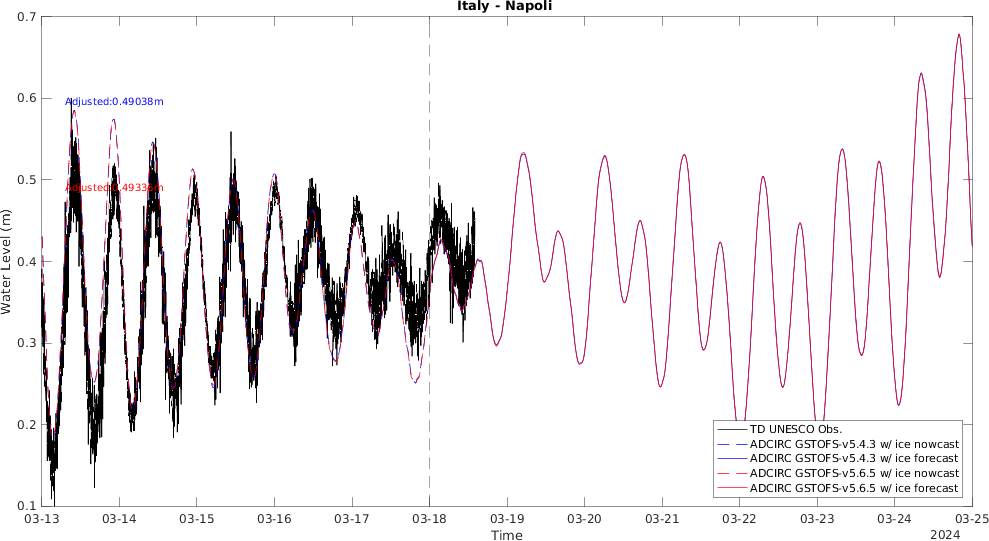 Italy - Napoli
0.7
0.6
0.5
0.4
0.3
0.2
0.1
Water Level (m)
Adjusted:0.49038m
Adjusted:0.49336m
TD UNESCO Obs.
ADCIRC GSTOFS-v5.4.3 w/ ice nowcast
ADCIRC GSTOFS-v5.4.3 w/ ice forecast
ADCIRC GSTOFS-v5.6.5 w/ ice nowcast
ADCIRC GSTOFS-v5.6.5 w/ ice forecast
03-13 03-14 03-15 03-16 03-17 03-18 03-19 03-20 03-21 03-22 03-23 03-24 03-25
Time
2024